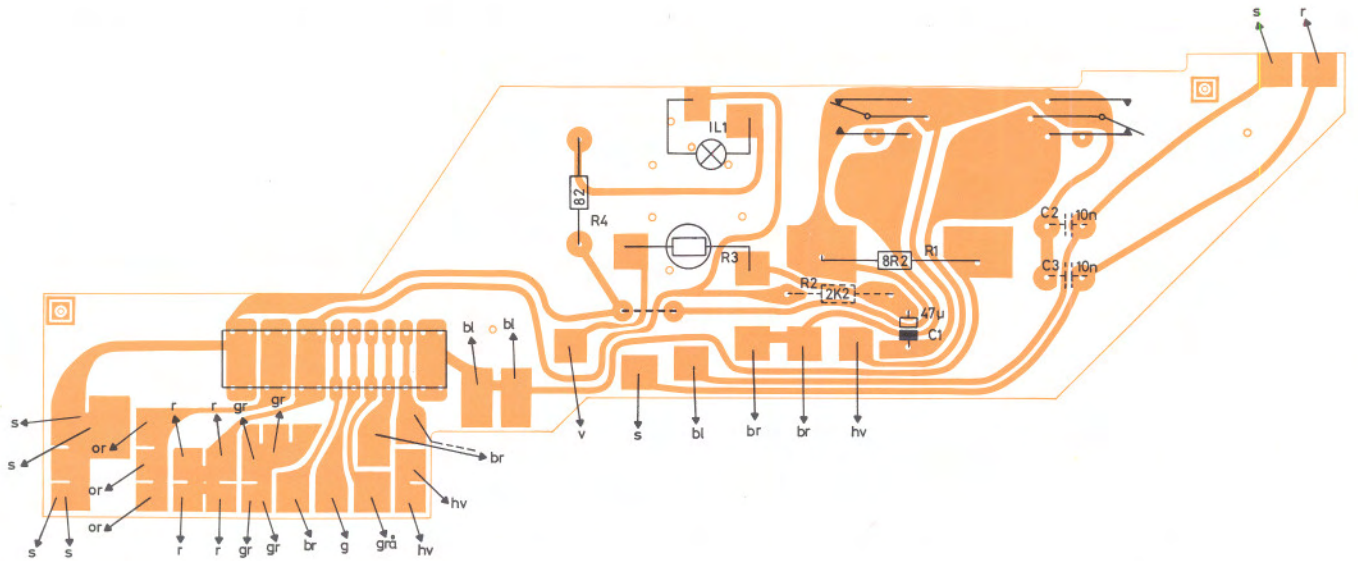 s r
IL1
82
R4
R3
C2 10n
8R2 R1
C3 10n
R2
2K2
47µ
C1
bl bl
r r gr gr
s
or
s
v s bl br br hv
br
or
hv
or
s s r r gr gr br g grå hv